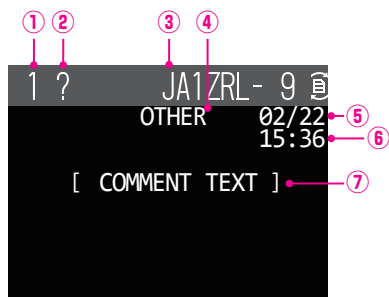 ① ② ③ ④
1 ? JA1ZRL- 9
OTHER 02/22 ⑤
15:36 ⑥
[ COMMENT TEXT ] ⑦